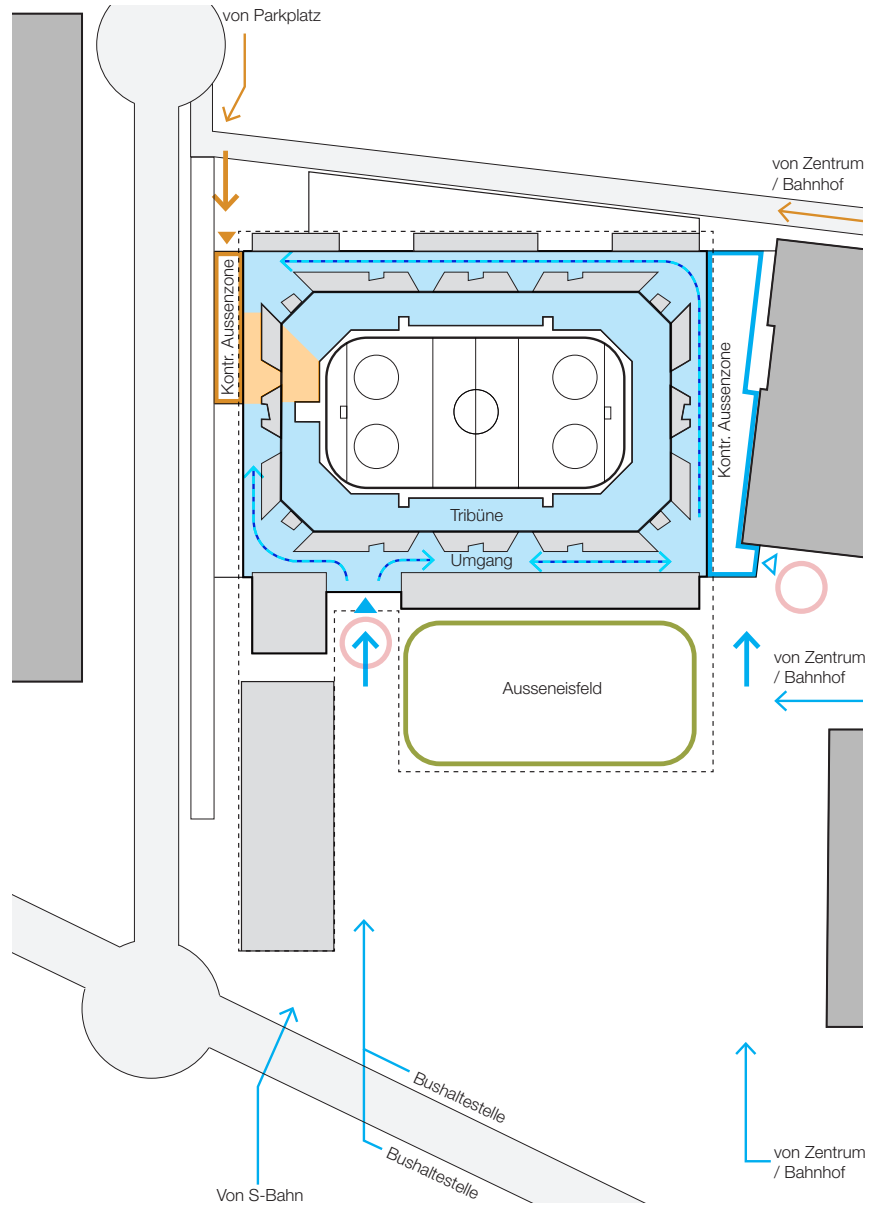 von Parkplatz
von Zentrum
/ Bahnhof
Kontr. Aussenzone
Kontr. Aussenzone
Tribüne
Umgang
von Zentrum
/ Bahnhof
Ausseneisfeld
Bushaltestelle
Bushaltestelle
von Zentrum
/ Bahnhof
Von S-Bahn